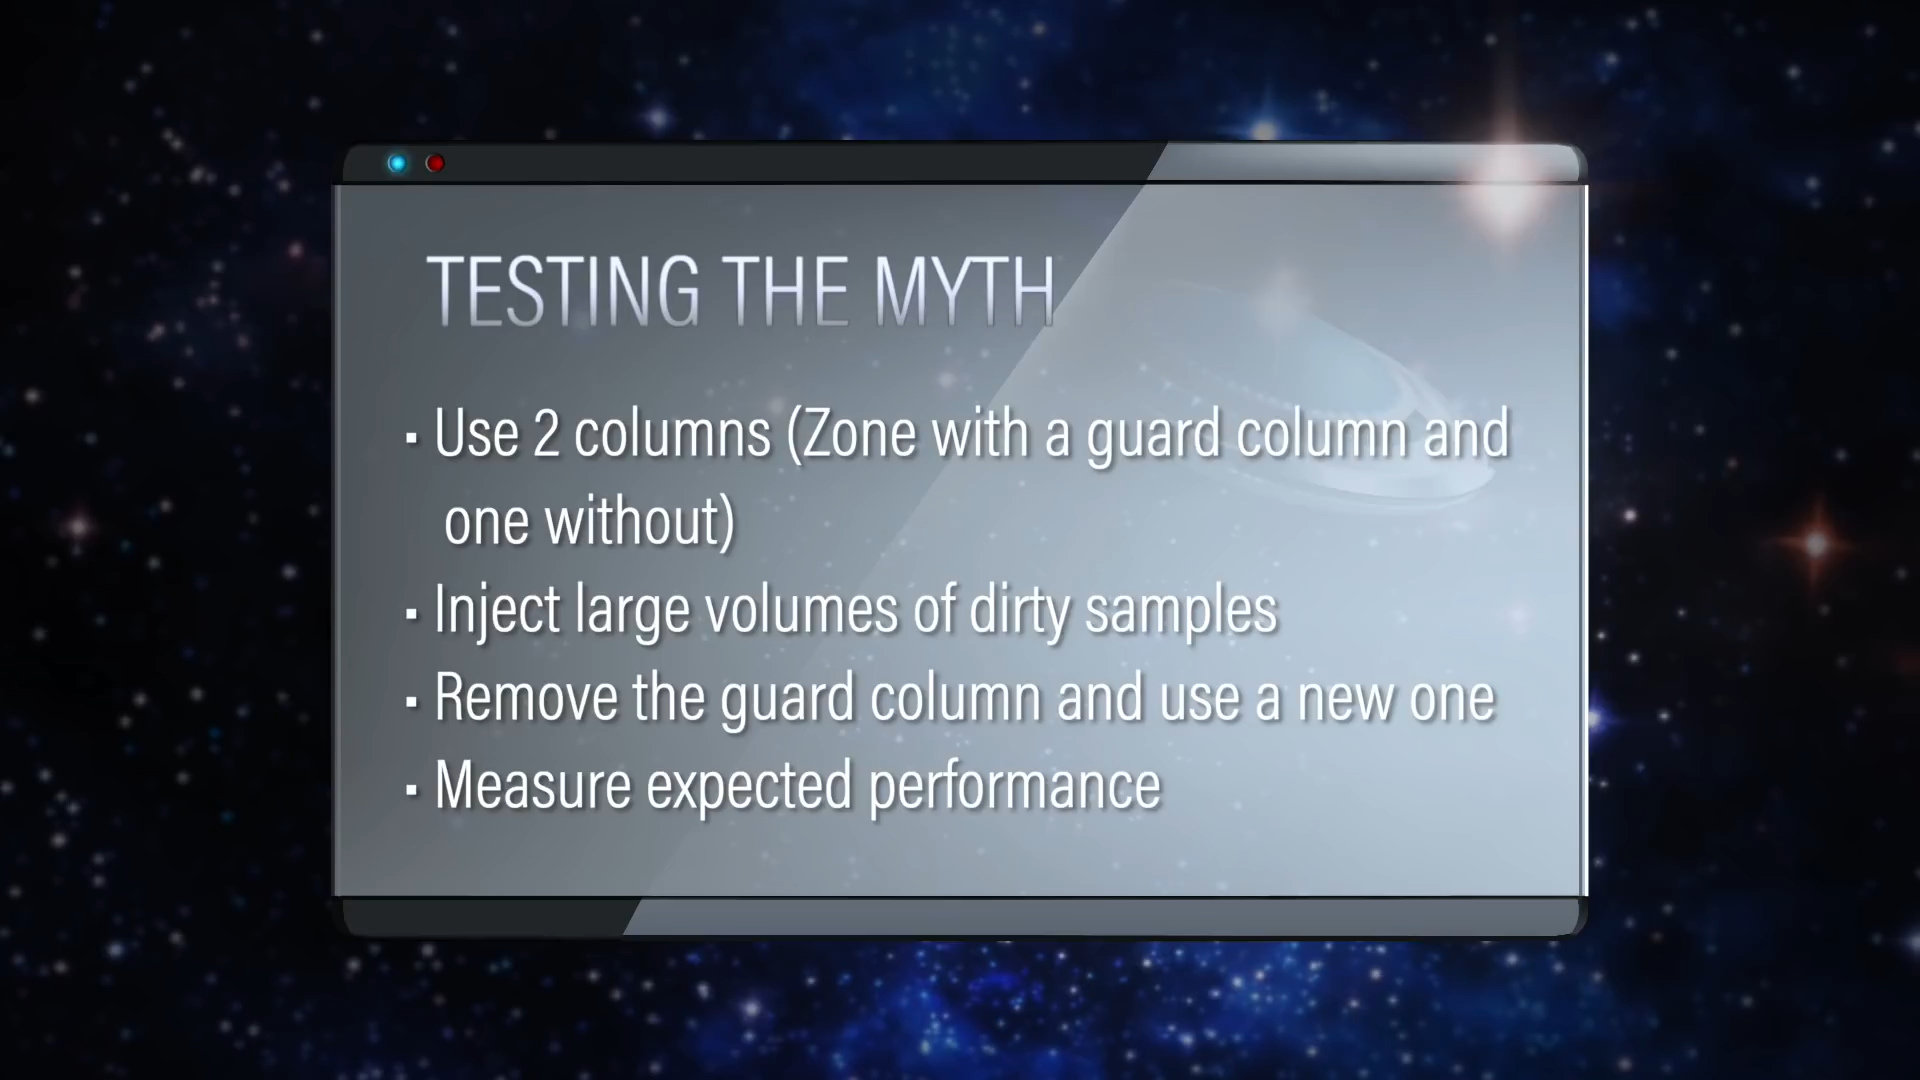 TESTING THE MYTH
▪ Use 2 columns (Zone with a guard column and
one without)
▪ Inject large volumes of dirty samples
▪ Remove the guard column and use a new one
▪ Measure expected performance